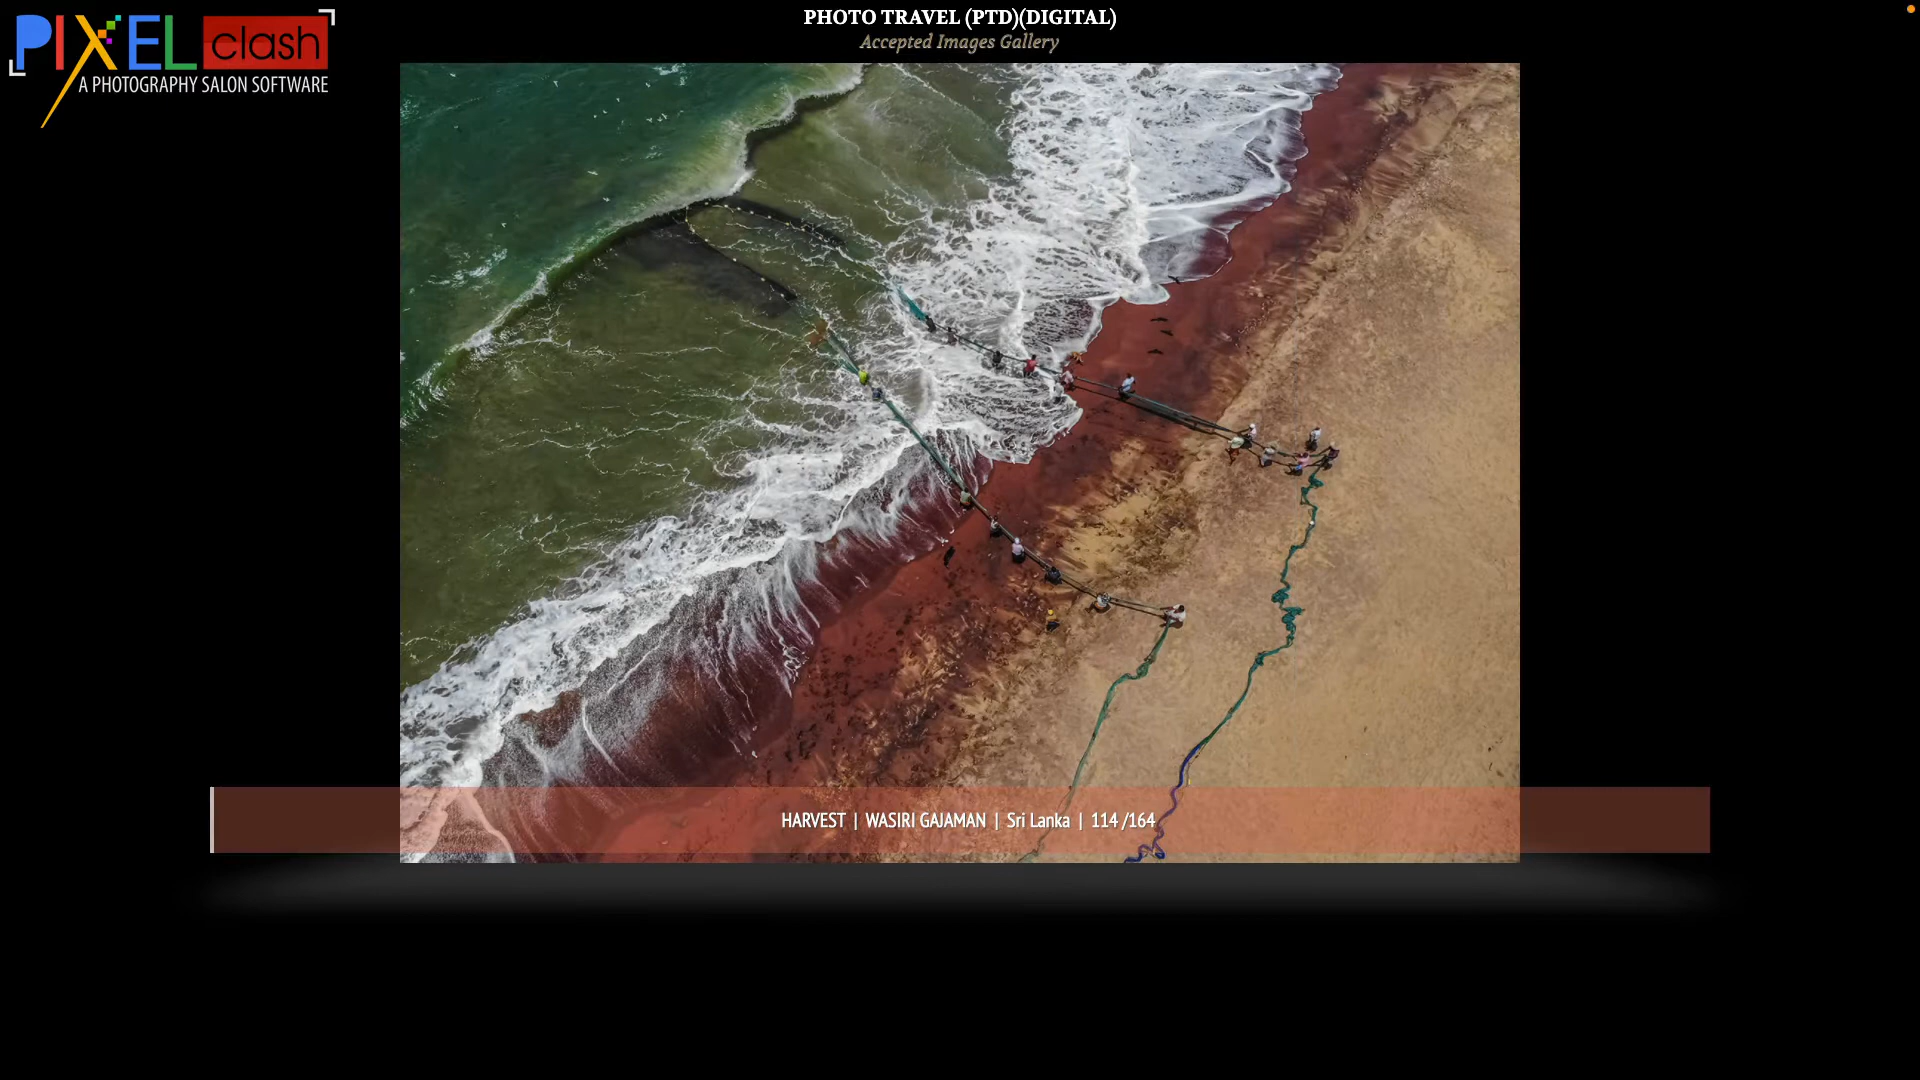 PIXEL clash
A PHOTOGRAPHY SALON SOFTWARE
PHOTO TRAVEL (PTD)(DIGITAL)
Accepted Images Gallery
HARVEST | WASIRI GAJAMAN | Sri Lanka | 114 /164